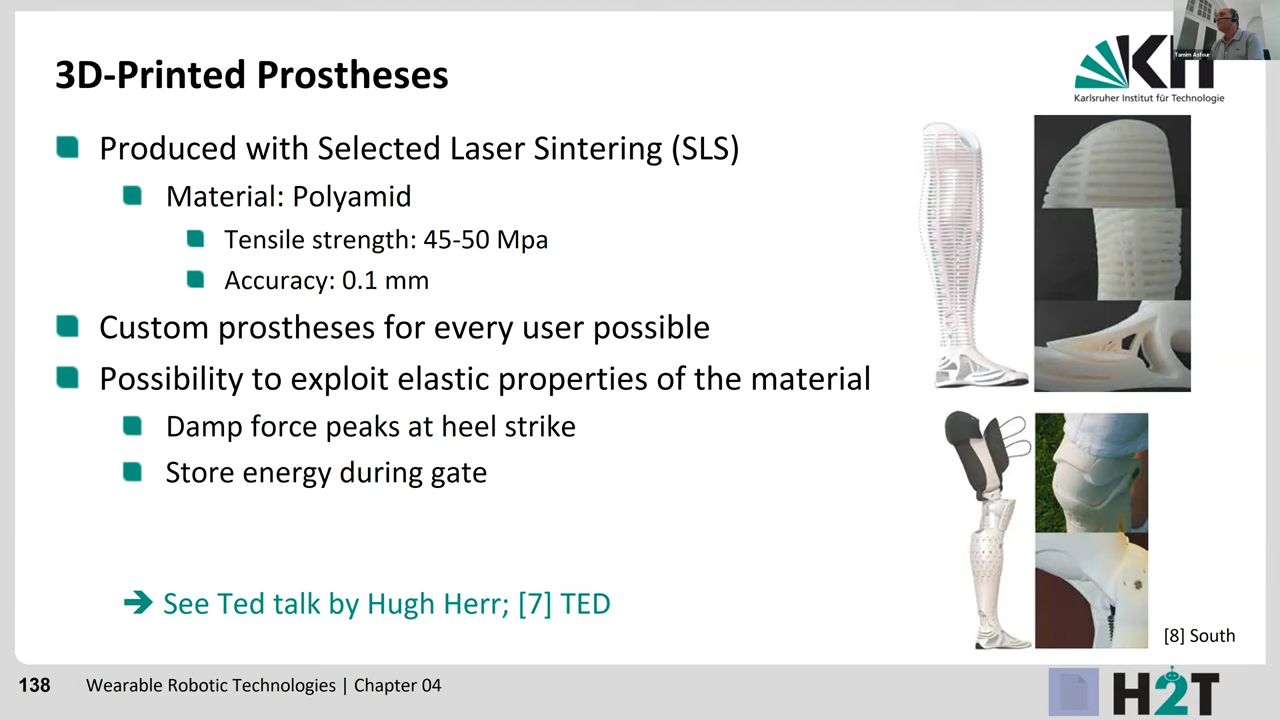 3D-Printed Prostheses
Produced with Selected Laser Sintering (SLS)
Material: Polyamid
Tensile strength: 45-50 Mpa
Accuracy: 0.1 mm
Custom prostheses for every user possible
Possibility to exploit elastic properties of the material
Damp force peaks at heel strike
Store energy during gate
➔ See Ted talk by Hugh Herr; [7] TED
KIT
Karlsruher Institut für Technologie
Tamim Asfour
[8] South
138 Wearable Robotic Technologies | Chapter 04
H2T